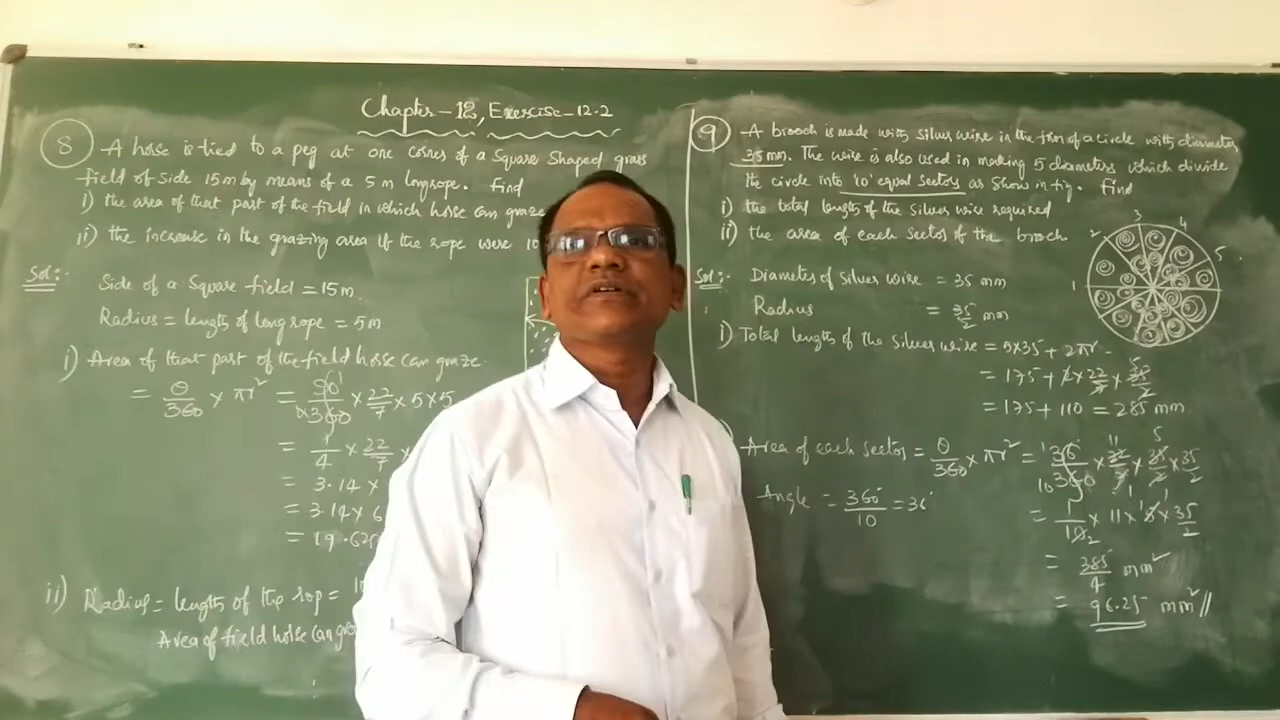 Chapter-12, Exercise-12.2
8) A horse is tied to a peg at one corner of a square shaped grass
field of side 15m by means of a 5 m long rope. Find
i) the area of that part of the field in which horse can graze
ii) the increase in the grazing area if the rope were 10
Sol:-
Side of a Square field = 15m.
Radius = length of long rope = 5m
i) Area of that part of the field horse can graze.
= θ/360 × πr² = 90/360 × 22/7 × 5 × 5
= 1/4 × 22/7 ×
= 3.14 ×
= 3.14 × 6
= 19.625
ii) Radius = length of the rop =
Area of field horse can
9) A brooch is made with silver wire in the form of a circle with diameter
35 mm. The wire is also used in making 5 diameters which divide
the circle into '10' equal sectors as show in fig. Find
i) the total length of the silver wire required
ii) the area of each sector of the brooch.
1 2 3 4 5
Sol:- Diameter of silver wire = 35 mm
Radius = 35/2 mm
i) Total length of the silver wire = 5×35 + 2πr
= 175 + 2 × 22/7 × 35/2
= 175 + 110 = 285 mm
Area of each sector = θ/360 × πr² = 36/360 × 22/7 × 35/2 × 35/2
Angle = 360°/10 = 36°
= 1/10 × 11 × 5 × 35/2
= 385/4 mm²
= 96.25 mm²//